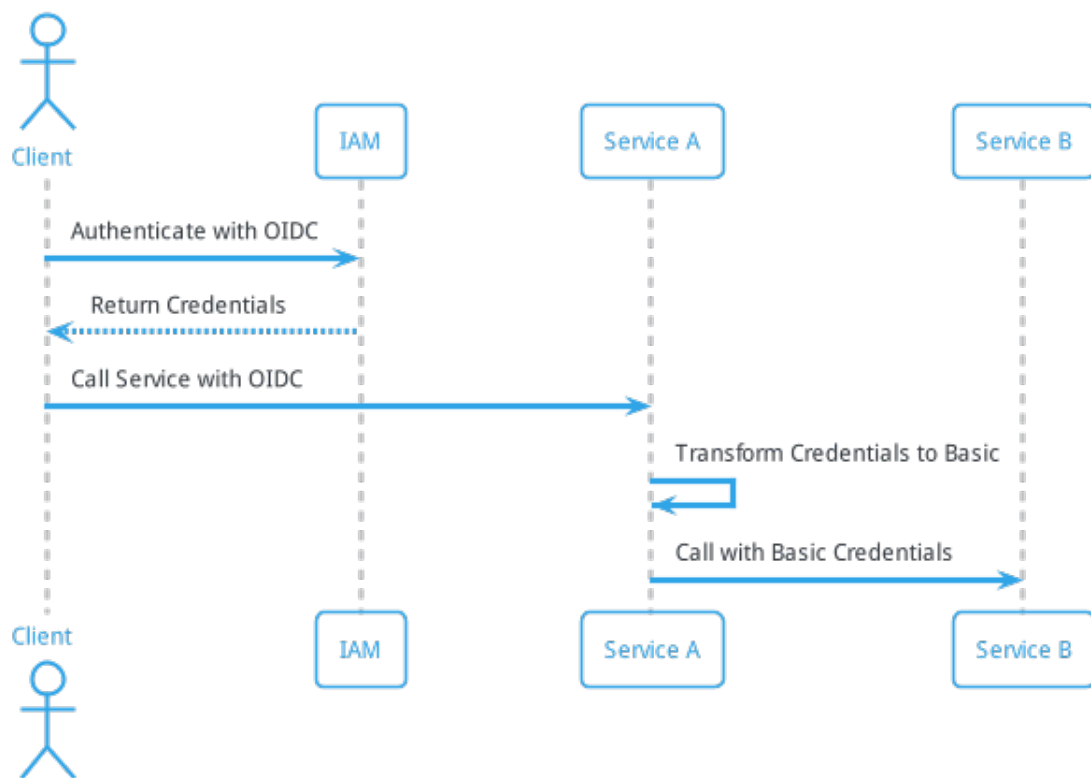 Client
IAM
Service A
Service B
Authenticate with OIDC
Return Credentials
Call Service with OIDC
Transform Credentials to Basic
Call with Basic Credentials
Client
IAM
Service A
Service B